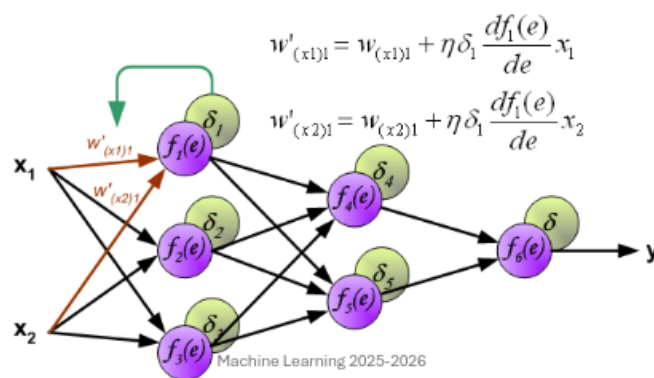 w'(x1)1 = w(x1)1 + ηδ1 df1(e)/de x1
w'(x2)1 = w(x2)1 + ηδ1 df1(e)/de x2
δ1
f1(e)
w'(x1)1
x1
w'(x2)1
δ4
f4(e)
δ2
f2(e)
δ
f6(e)
y
δ5
f5(e)
x2
f3(e)
Machine Learning 2025-2026